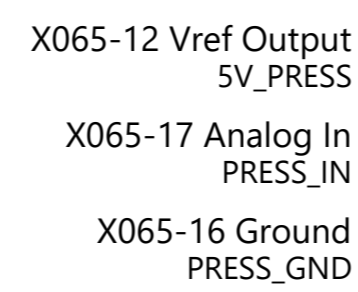 X065-12 Vref Output
5V_PRESS
X065-17 Analog In
PRESS_IN
X065-16 Ground
PRESS_GND